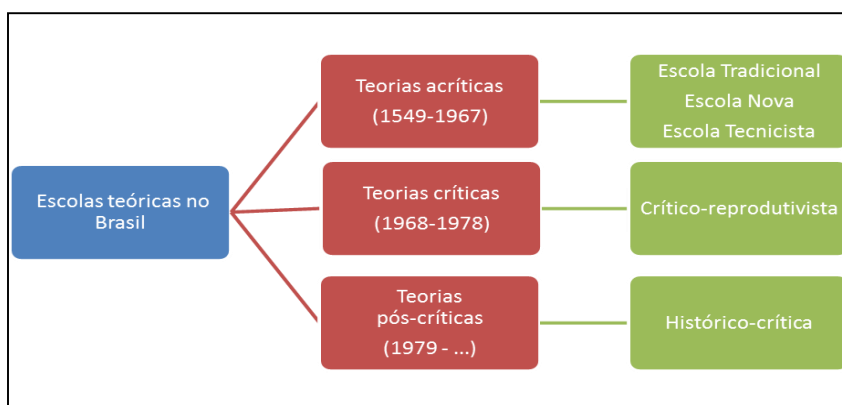 Escolas teóricas no
Brasil
Teorias acríticas
(1549-1967)
Escola Tradicional
Escola Nova
Escola Tecnicista
Teorias críticas
(1968-1978)
Crítico-reprodutivista
Teorias
pós-críticas
(1979 - ...)
Histórico-crítica